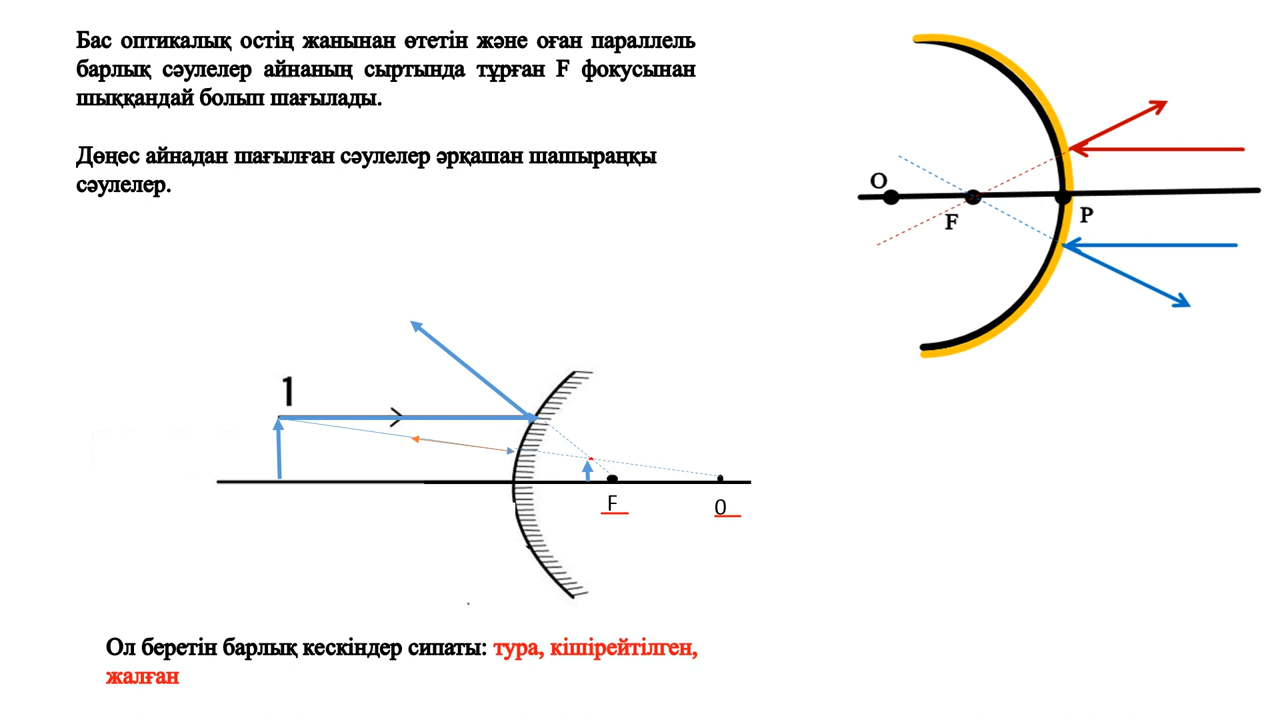 Бас оптикалық остің жанынан өтетін және оған параллель
барлық сәулелер айнаның сыртында тұрған F фокусынан
шыққандай болып шағылады.
Дөңес айнадан шағылған сәулелер әрқашан шашыраңқы
сәулелер.
O
F
P
1
F
0
Ол беретін барлық кескіндер сипаты: тура, кішірейтілген,
жалған